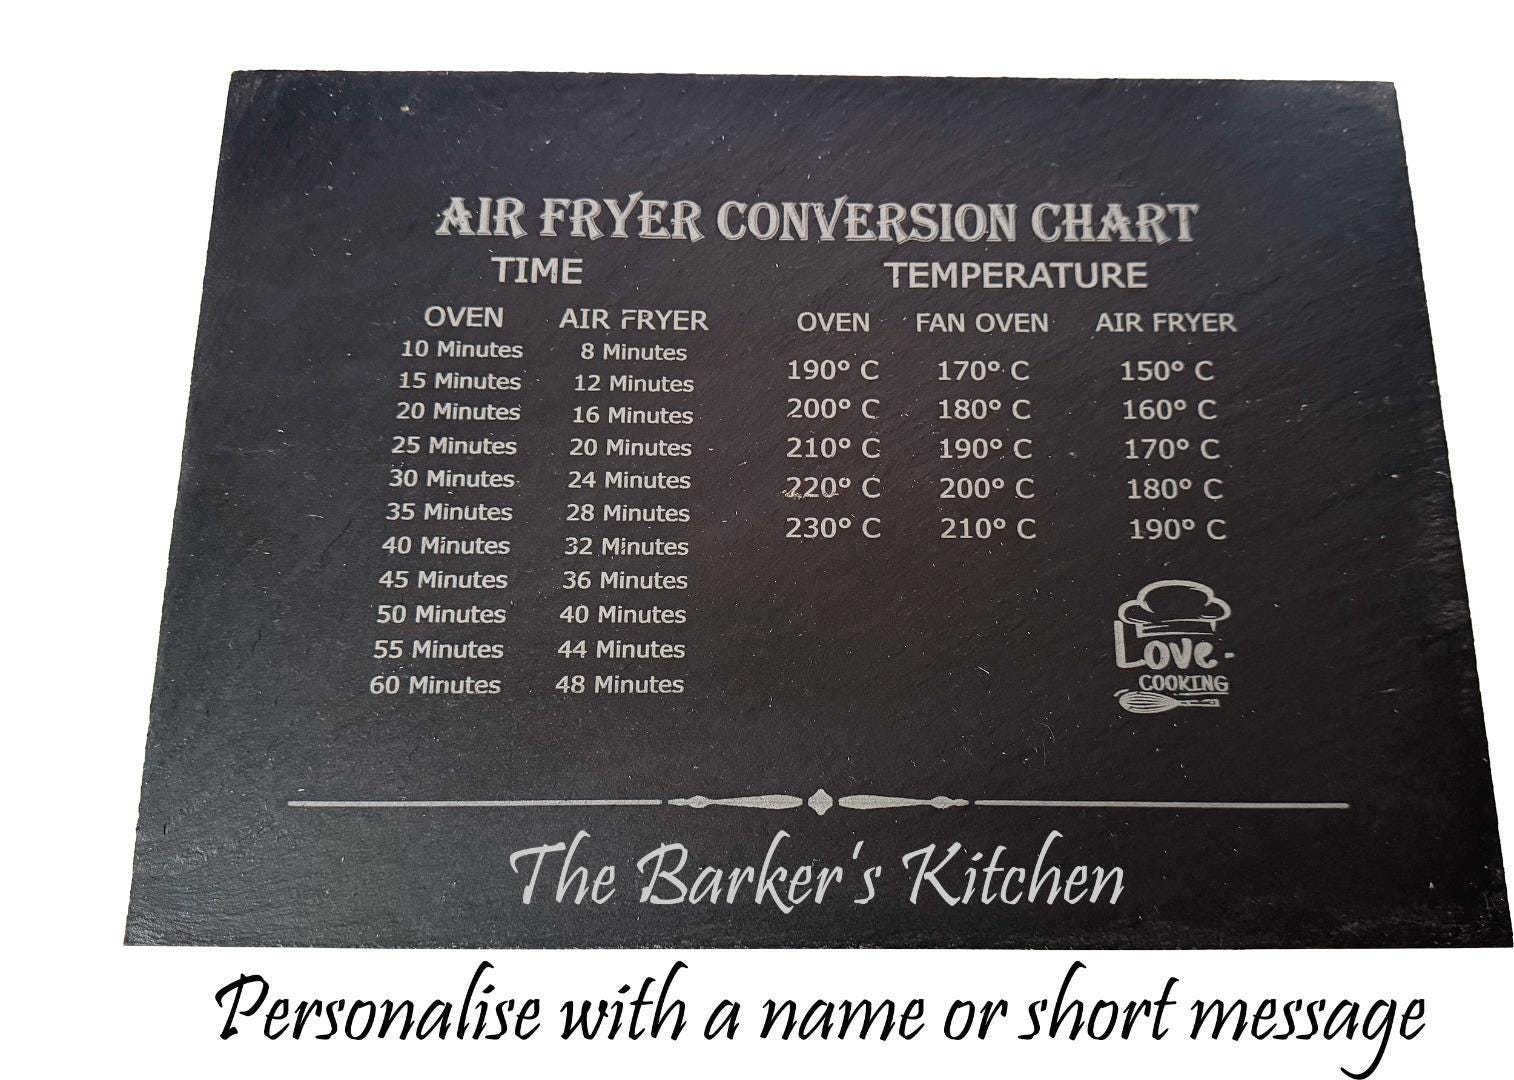 AIR FRYER CONVERSION CHART
TIME
OVEN AIR FRYER
10 Minutes 8 Minutes
15 Minutes 12 Minutes
20 Minutes 16 Minutes
25 Minutes 20 Minutes
30 Minutes 24 Minutes
35 Minutes 28 Minutes
40 Minutes 32 Minutes
45 Minutes 36 Minutes
50 Minutes 40 Minutes
55 Minutes 44 Minutes
60 Minutes 48 Minutes
TEMPERATURE
OVEN FAN OVEN AIR FRYER
190° C 170° C 150° C
200° C 180° C 160° C
210° C 190° C 170° C
220° C 200° C 180° C
230° C 210° C 190° C
Love
COOKING
The Barker's Kitchen
Personalise with a name or short message